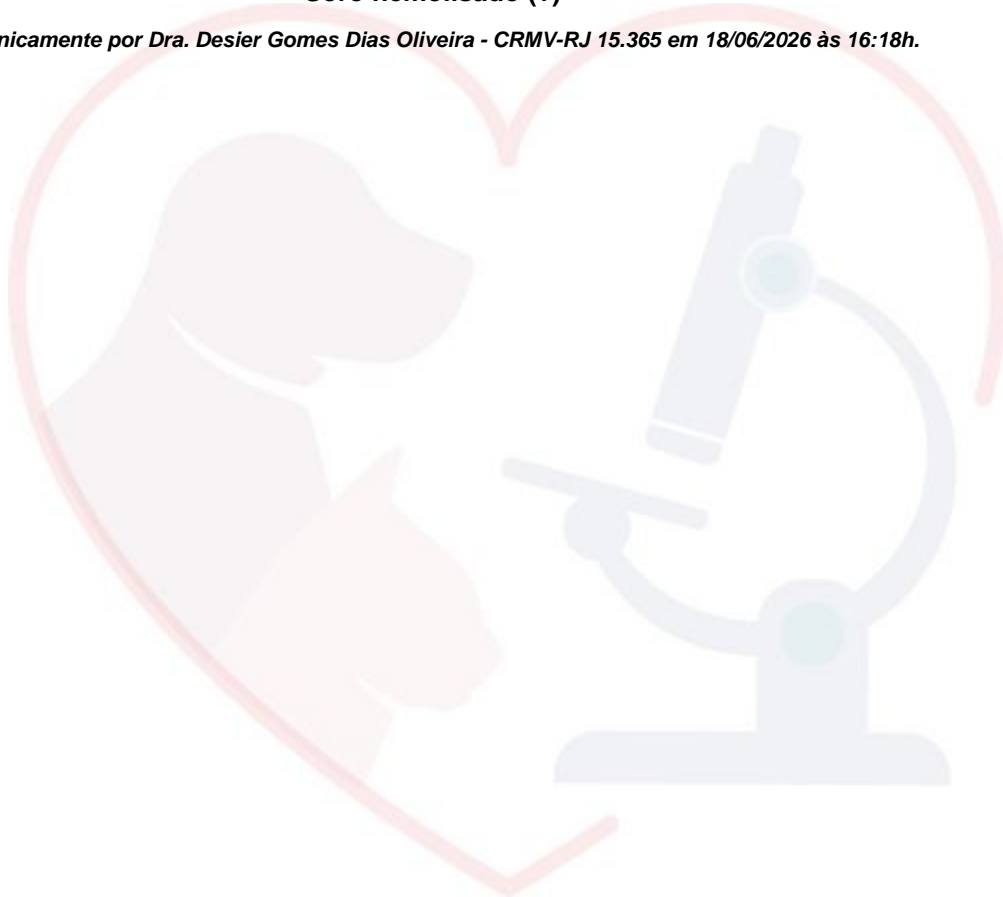 nicamente por Dra. Desier Gomes Dias Oliveira - CRMV-RJ 15.365 em 18/06/2026 às 16:18h.